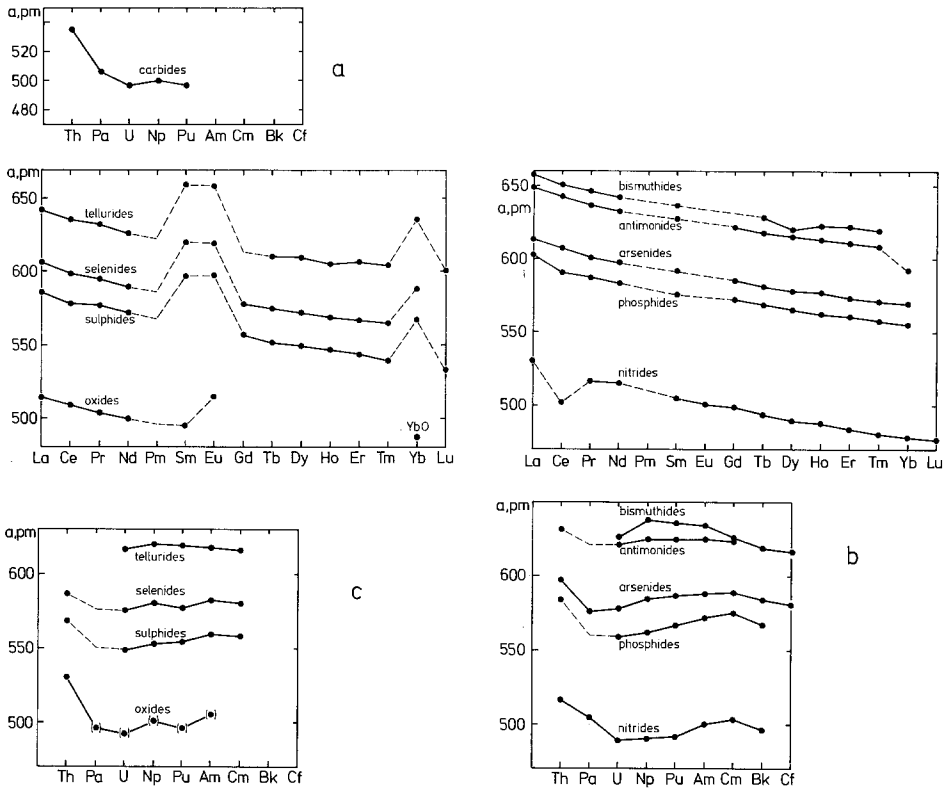 a,pm
520
500
480
carbides
Th Pa U Np Pu Am Cm Bk Cf
a
a,pm
650
600
550
500
tellurides
selenides
sulphides
oxides
YbO
La Ce Pr Nd Pm Sm Eu Gd Tb Dy Ho Er Tm Yb Lu
650
a,pm
600
550
500
bismuthides
antimonides
arsenides
phosphides
nitrides
La Ce Pr Nd Pm Sm Eu Gd Tb Dy Ho Er Tm Yb Lu
a,pm
600
550
500
tellurides
selenides
sulphides
oxides
Th Pa U Np Pu Am Cm Bk Cf
c
a,pm
600
550
500
bismuthides
antimonides
arsenides
phosphides
nitrides
Th Pa U Np Pu Am Cm Bk Cf
b